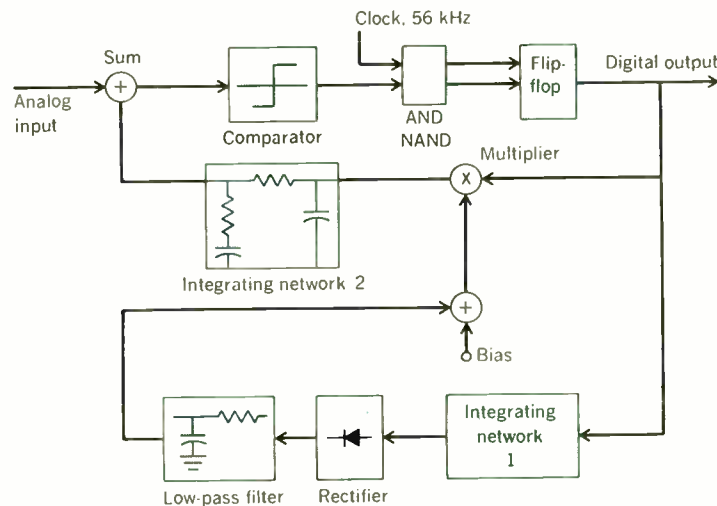 Clock, 56 kHz
Sum
Flip-
flop
Digital output
+
Analog
input
Comparator
AND
NAND
Multiplier
X
Integrating network 2
+
Bias
Integrating
network
1
Low-pass filter
Rectifier